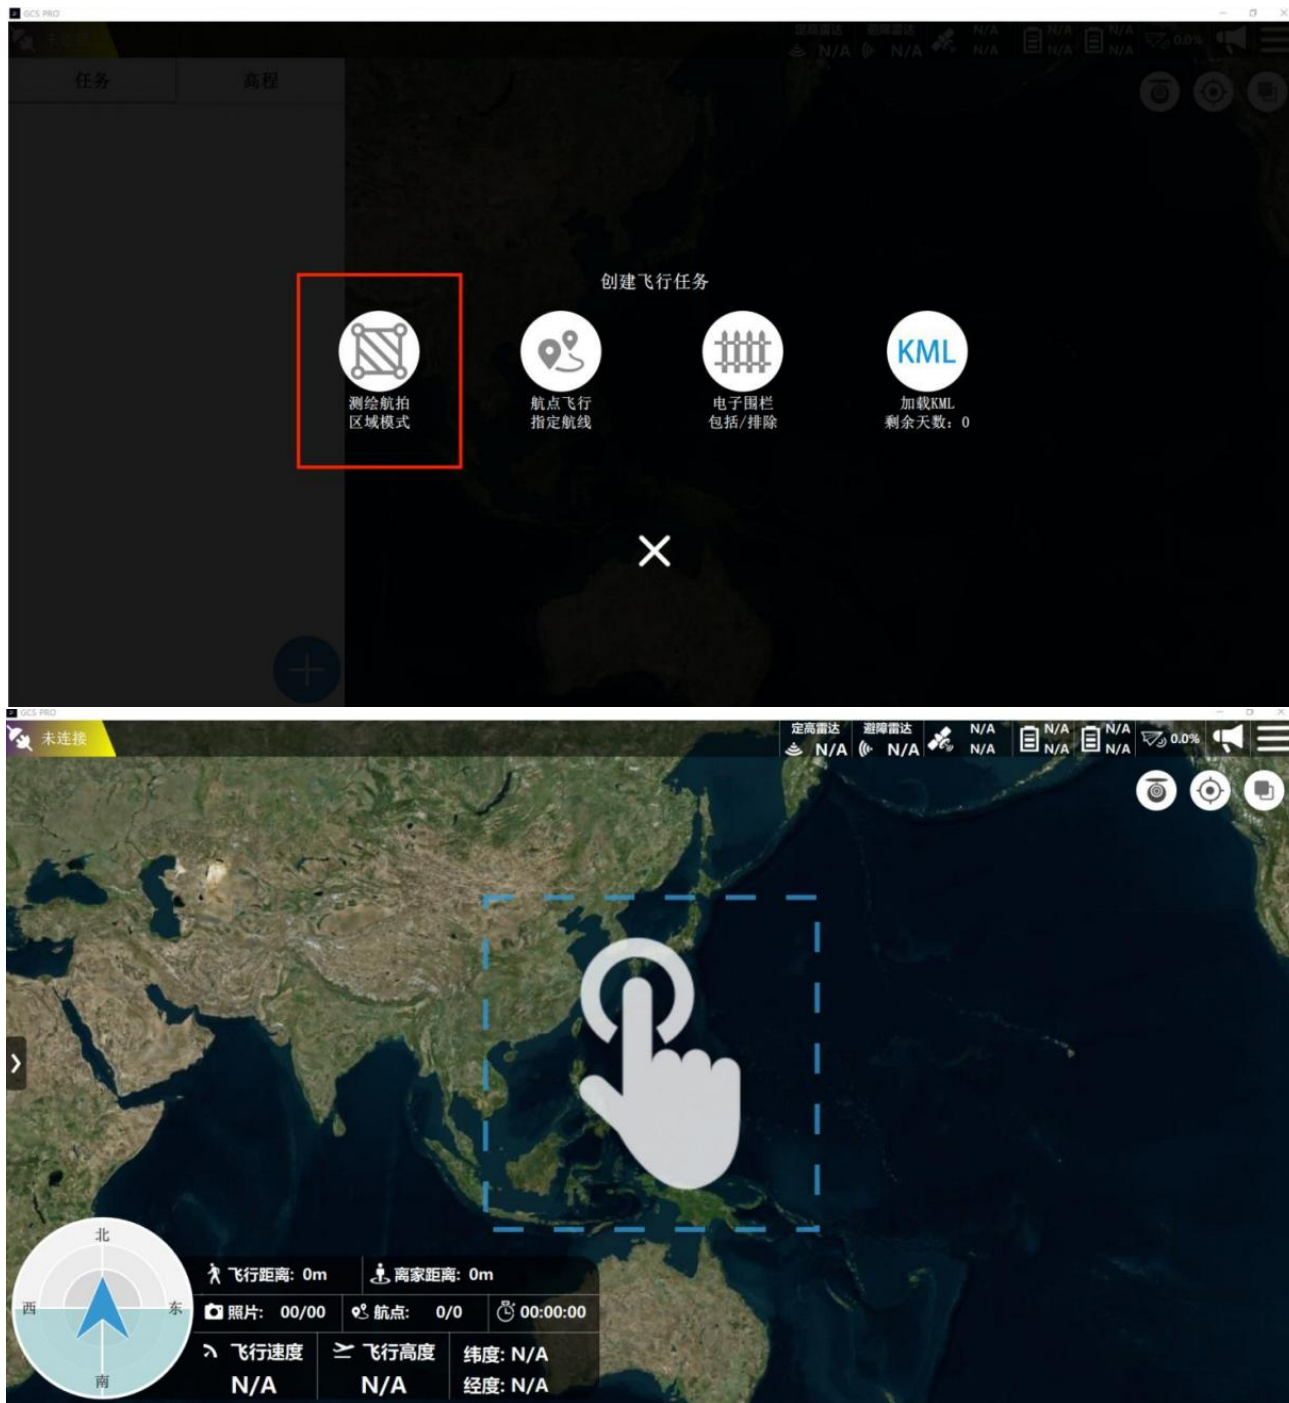 GCS PRO
未连接
定高雷达 避障雷达 N/A N/A N/A
N/A N/A N/A N/A N/A 0.0%
任务 高程
创建飞行任务
测绘航拍 航点飞行 电子围栏 加载KML
区域模式 指定航线 包括/排除 剩余天数：0
KML
GCS PRO
未连接
定高雷达 避障雷达 N/A N/A N/A
N/A N/A N/A N/A N/A 0.0%
北
西 东
南
飞行距离: 0m 离家距离: 0m
照片: 00/00 航点: 0/0 00:00:00
飞行速度 飞行高度 纬度: N/A
N/A N/A 经度: N/A